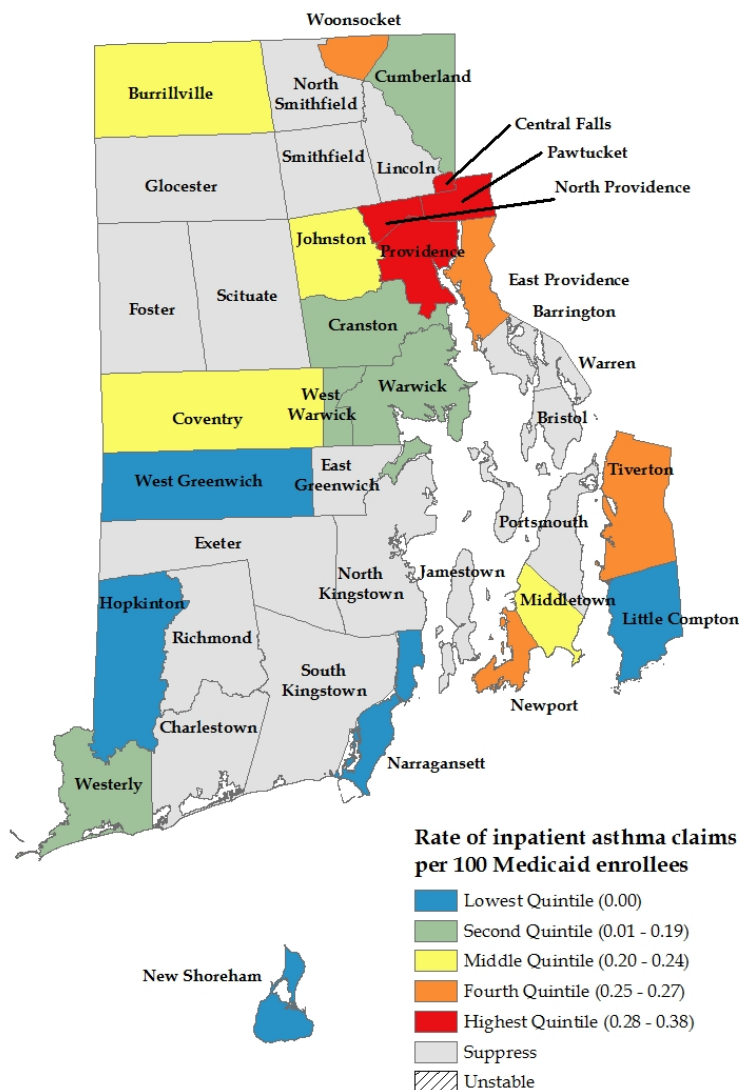 Woonsocket
Cumberland
Burrillville
North
Smithfield
Central Falls
Smithfield
Pawtucket
Lincoln
Glocester
North Providence
Johnston
Providence
East Providence
Scituate
Foster
Barrington
Cranston
Warren
West
Warwick
Warwick
Coventry
Bristol
East
Greenwich
West Greenwich
Tiverton
Portsmouth
Exeter
North
Kingstown
Jamestown
Hopkinton
Middletown
Little Compton
Richmond
South
Kingstown
Newport
Charlestown
Narragansett
Westerly
New Shoreham
Rate of inpatient asthma claims
per 100 Medicaid enrollees
Lowest Quintile (0.00)
Second Quintile (0.01 - 0.19)
Middle Quintile (0.20 - 0.24)
Fourth Quintile (0.25 - 0.27)
Highest Quintile (0.28 - 0.38)
Suppress
Unstable